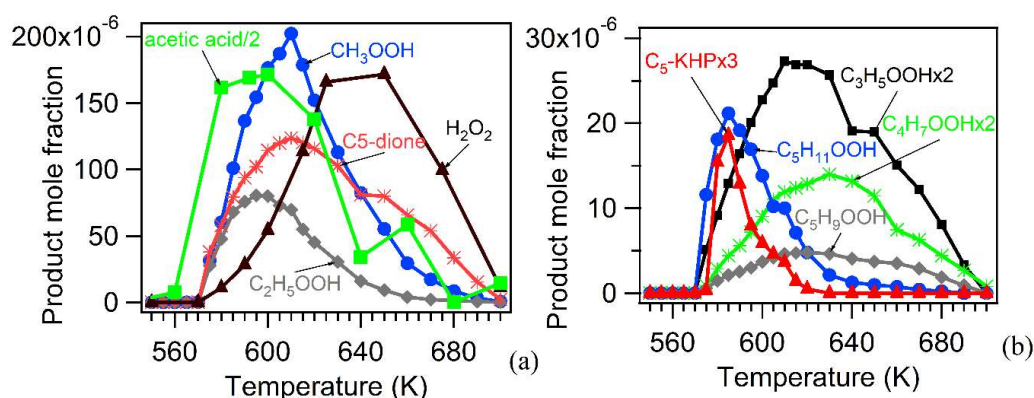 200x10⁻⁶
150
100
50
0
Product mole fraction
acetic acid/2
CH₃OOH
H₂O₂
C5-dione
C₂H₅OOH
560
600
640
680
Temperature (K)
(a)
30x10⁻⁶
20
10
0
Product mole fraction
C₅-KHPx3
C₃H₅OOHx2
C₄H₇OOHx2
C₅H₁₁OOH
C₅H₉OOH
560
600
640
680
Temperature (K)
(b)